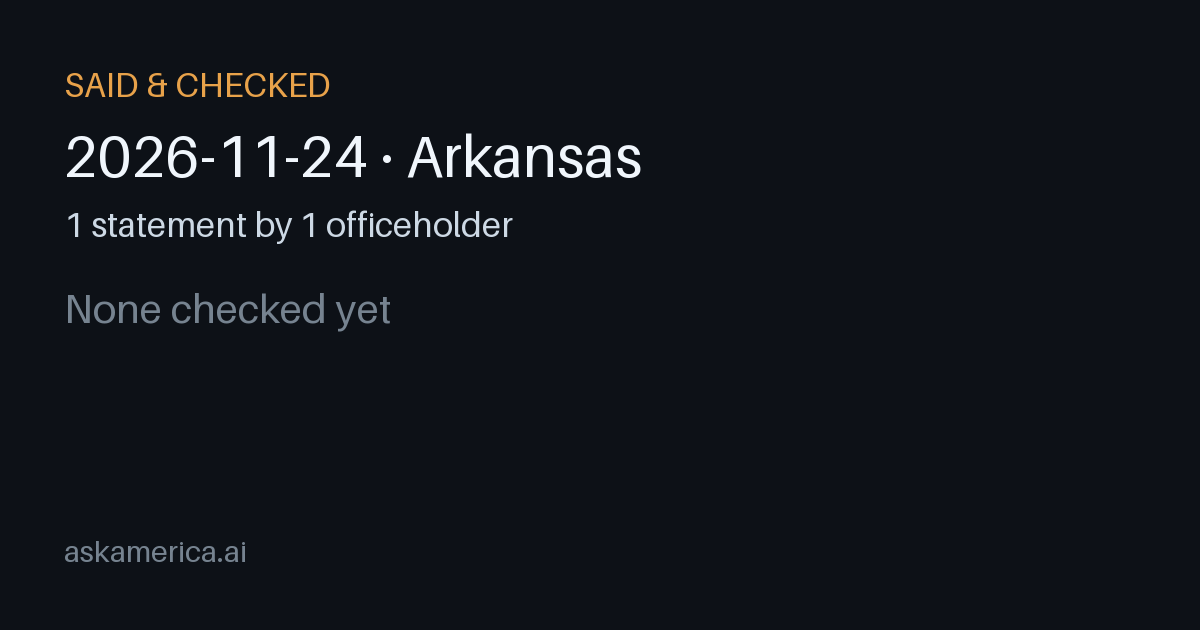 SAID & CHECKED
2026-11-24 · Arkansas
1 statement by 1 officeholder
None checked yet
askamerica.ai